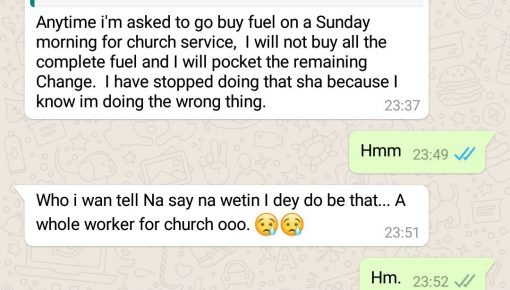 Anytime i'm asked to go buy fuel on a Sunday
morning for church service,  I will not buy all the
complete fuel and I will pocket the remaining
Change.  I have stopped doing that sha because I
know im doing the wrong thing.
23:37
Hmm 23:49
Who i wan tell Na say na wetin I dey do be that... A
whole worker for church ooo. 😢😢
23:51
Hm. 23:52